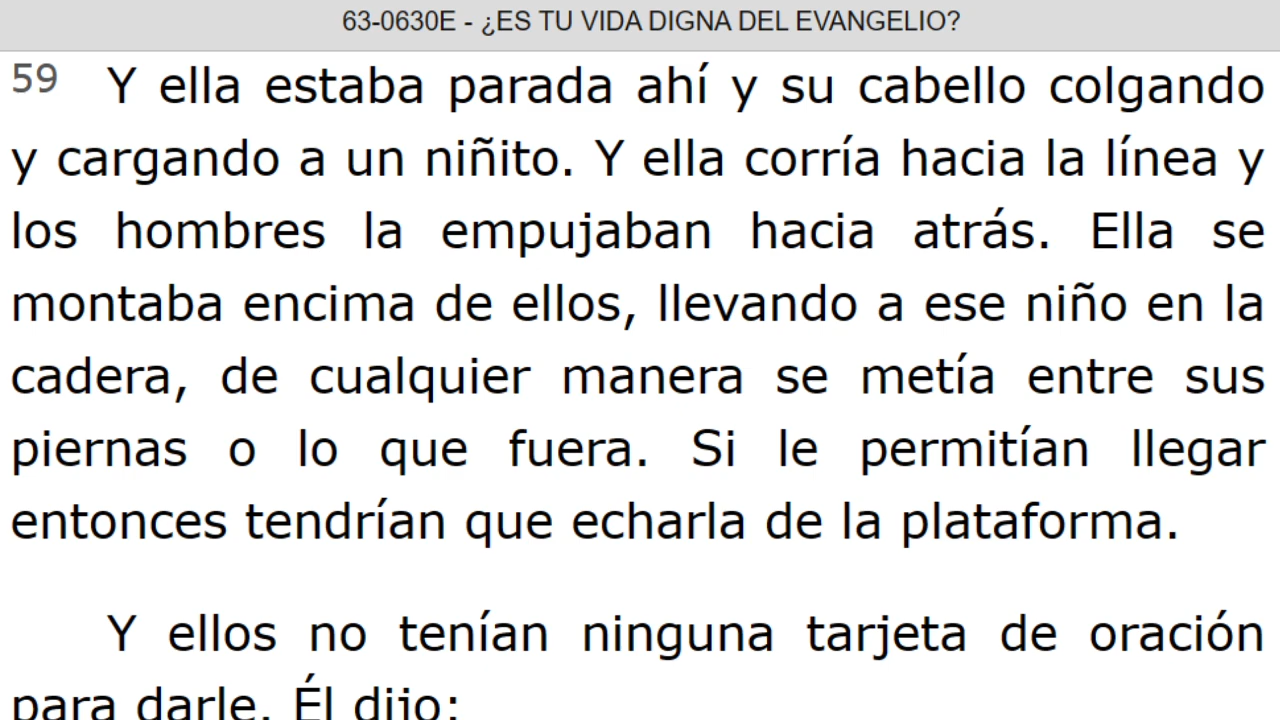 63-0630E - ¿ES TU VIDA DIGNA DEL EVANGELIO?
59 Y ella estaba parada ahí y su cabello colgando
y cargando a un niñito. Y ella corría hacia la línea y
los hombres la empujaban hacia atrás. Ella se
montaba encima de ellos, llevando a ese niño en la
cadera, de cualquier manera se metía entre sus
piernas o lo que fuera. Si le permitían llegar
entonces tendrían que echarla de la plataforma.
Y ellos no tenían ninguna tarjeta de oración
para darle. Él dijo: